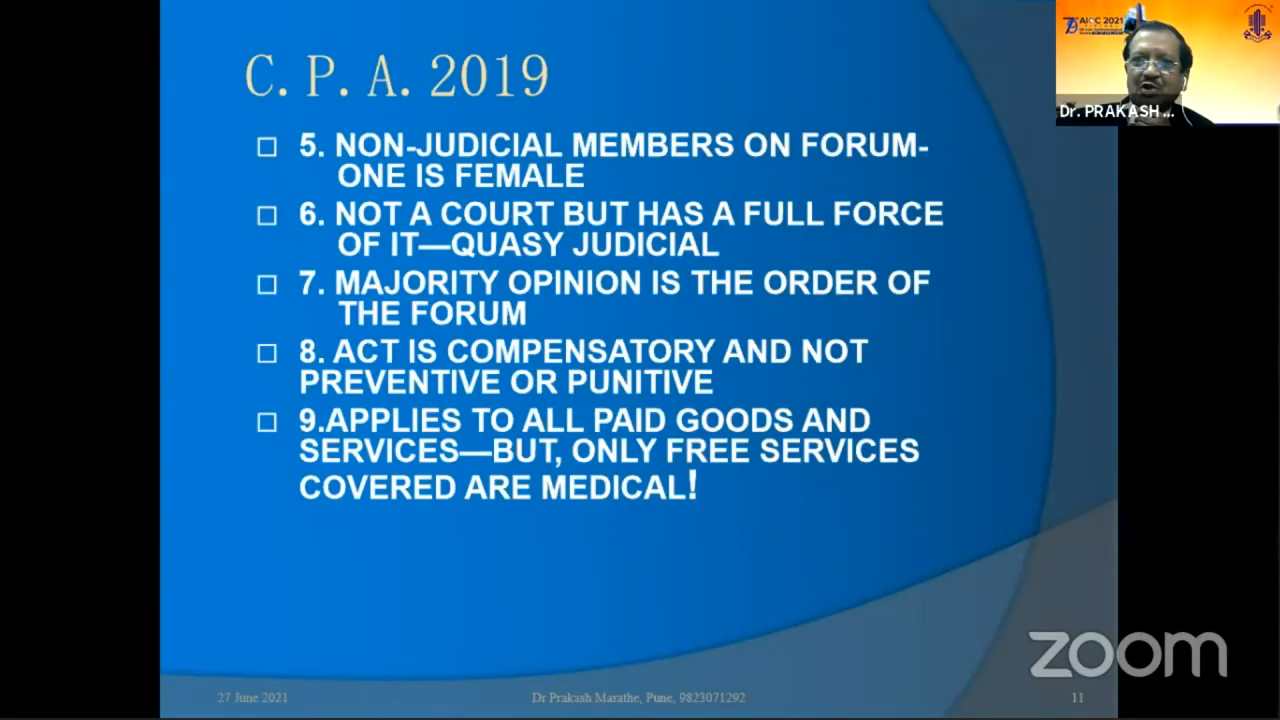 C.P.A.2019
5. NON-JUDICIAL MEMBERS ON FORUM-
ONE IS FEMALE
6. NOT A COURT BUT HAS A FULL FORCE
OF IT—QUASY JUDICIAL
7. MAJORITY OPINION IS THE ORDER OF
THE FORUM
8. ACT IS COMPENSATORY AND NOT
PREVENTIVE OR PUNITIVE
9.APPLIES TO ALL PAID GOODS AND
SERVICES—BUT, ONLY FREE SERVICES
COVERED ARE MEDICAL!
27 June 2021
Dr Prakash Marathe, Pune, 9823071292
11
AIOC 2021
Dr. PRAKASH ...
zoom